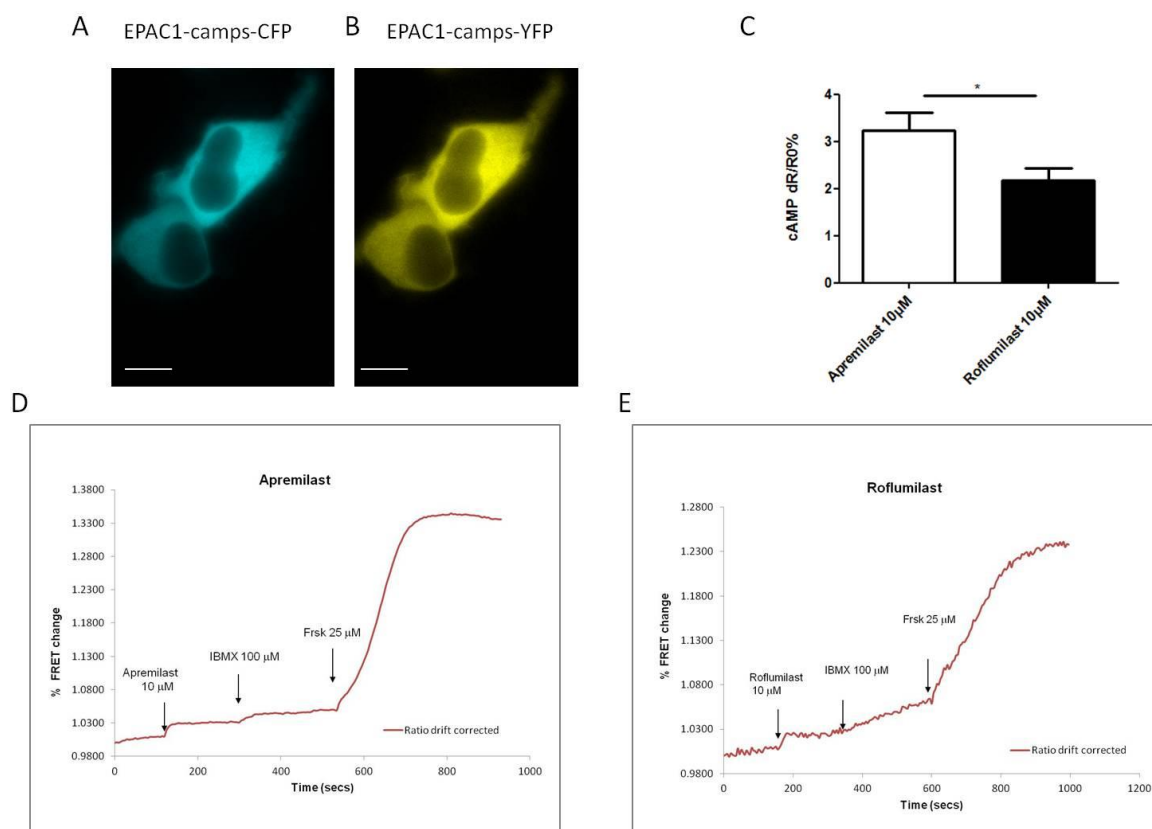 A
EPAC1-camps-CFP
B
EPAC1-camps-YFP
C
cAMP dR/R0%
4
3
2
1
0
*
Apremilast 10µM
Roflumilast 10µM
D
Apremilast
% FRET change
1.3800
1.3300
1.2800
1.2300
1.1800
1.1300
1.0800
1.0300
0.9800
Apremilast
10 µM
IBMX 100 µM
Frsk 25 µM
Ratio drift corrected
0
200
400
600
800
1000
Time (secs)
E
Roflumilast
% FRET change
1.2800
1.2300
1.1800
1.1300
1.0800
1.0300
0.9800
Roflumilast
10 µM
IBMX 100 µM
Frsk 25 µM
Ratio drift corrected
0
200
400
600
800
1000
1200
Time (secs)